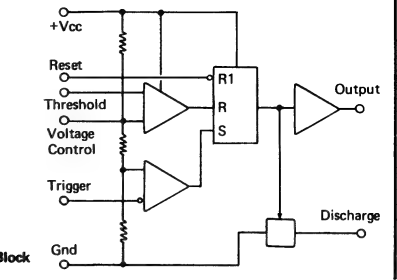 +Vcc
Reset
R1
Threshold
Output
R
Voltage
Control
S
Trigger
Discharge
Block
Gnd